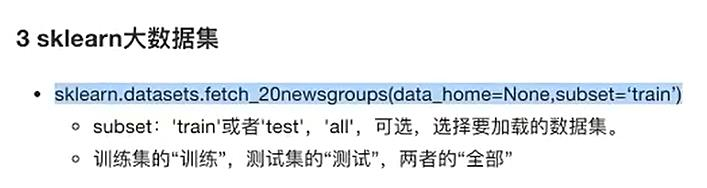 3 sklearn大数据集
• sklearn.datasets.fetch_20newsgroups(data_home=None,subset=‘train’)
◦ subset：'train'或者'test'，'all'，可选，选择要加载的数据集。
◦ 训练集的“训练”，测试集的“测试”，两者的“全部”